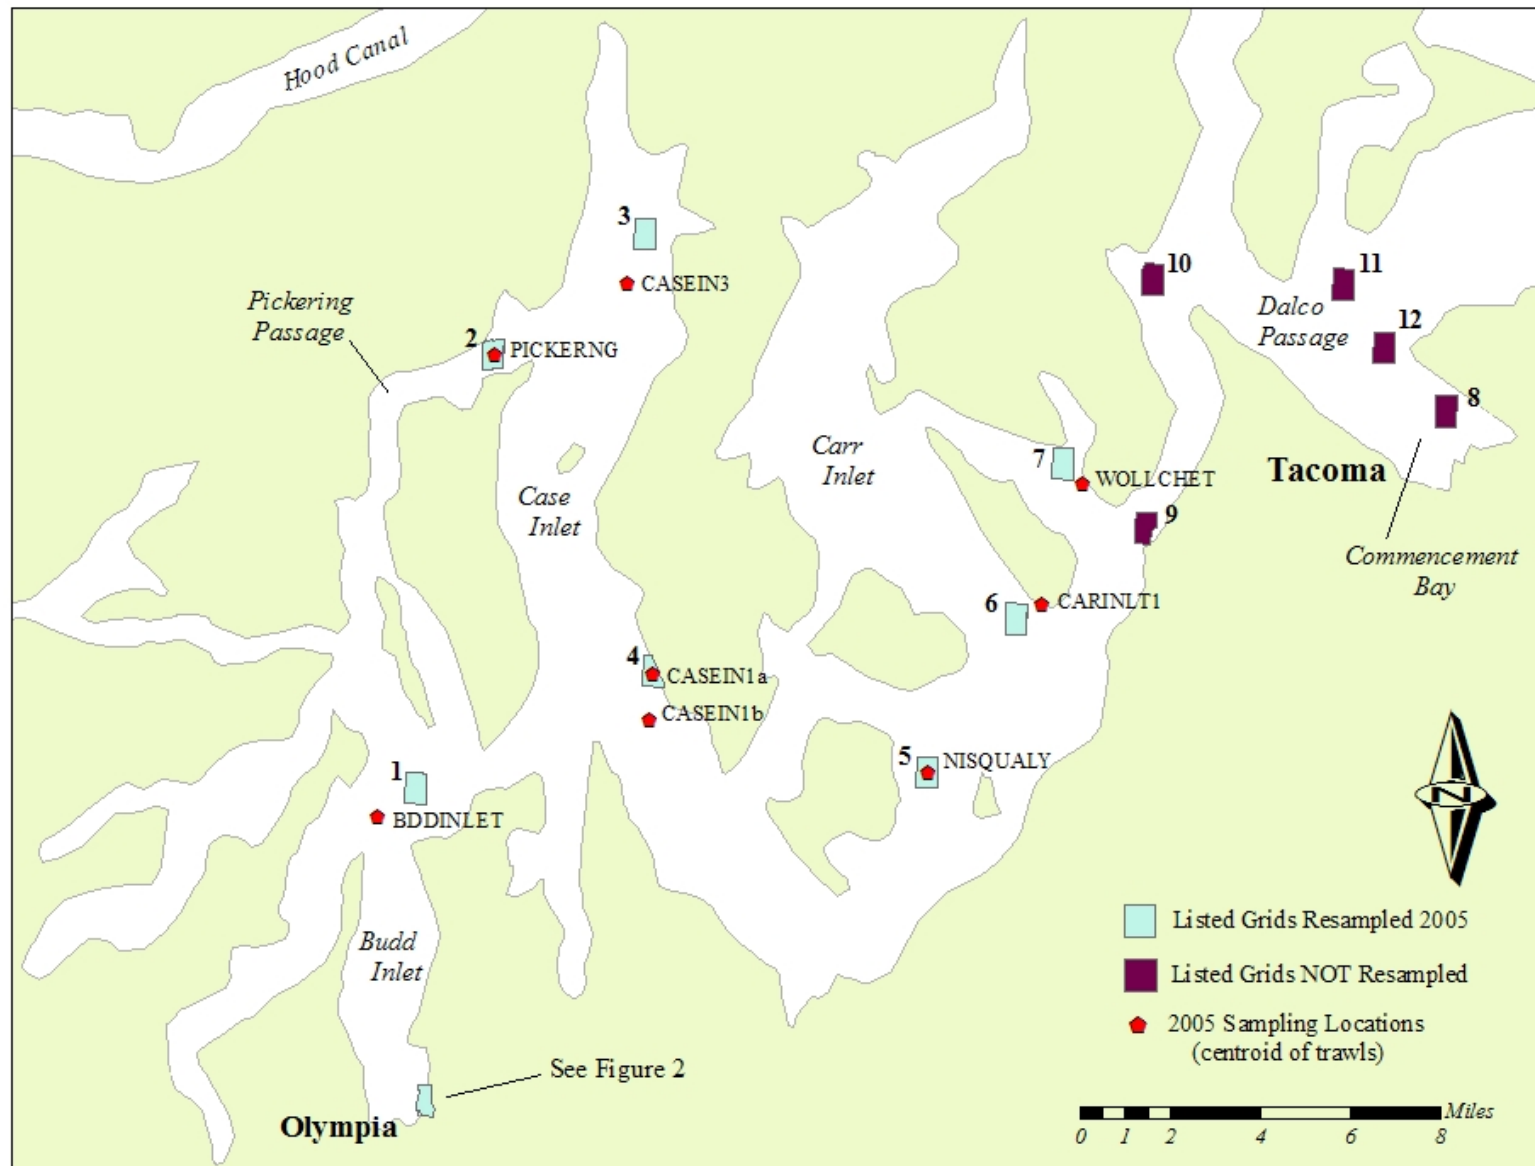 Hood Canal
3
CASEIN3
10
11
Pickering
Passage
Dalco
Passage
12
2
PICKERNG
8
Carr
Inlet
7
WOLLCHET
Tacoma
Case
Inlet
9
Commencement
Bay
6
CARINLT1
4
CASEIN1a
CASEIN1b
5
NISQUALY
1
BDDINLET
N
Budd
Inlet
Listed Grids Resampled 2005
Listed Grids NOT Resampled
2005 Sampling Locations
(centroid of trawls)
See Figure 2
Olympia
Miles
0 1 2 4 6 8